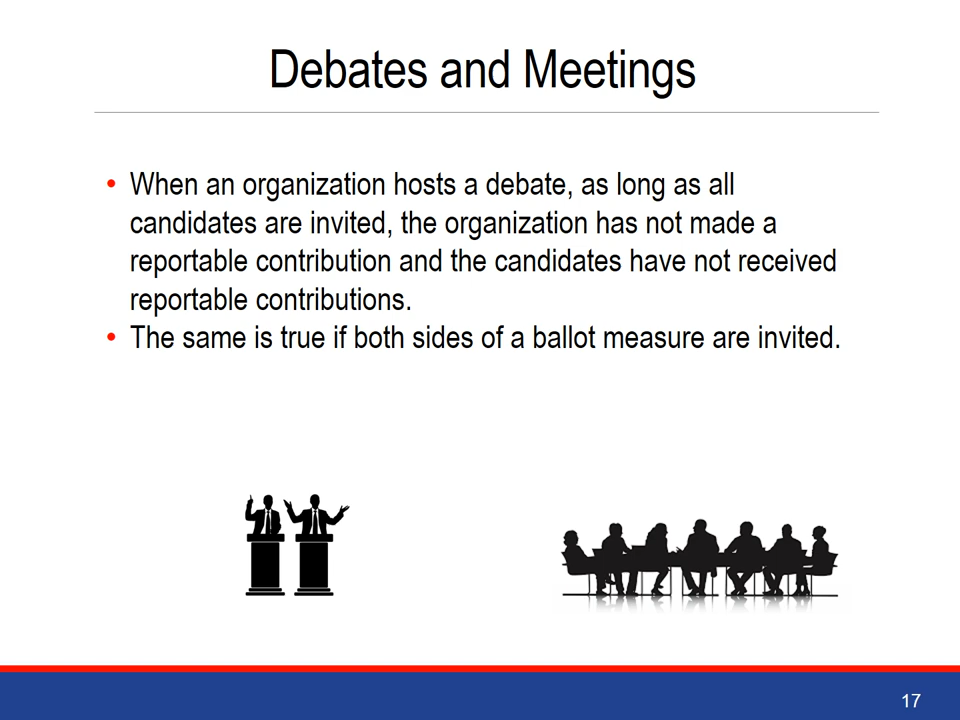 Debates and Meetings
• When an organization hosts a debate, as long as all
candidates are invited, the organization has not made a
reportable contribution and the candidates have not received
reportable contributions.
• The same is true if both sides of a ballot measure are invited.
17